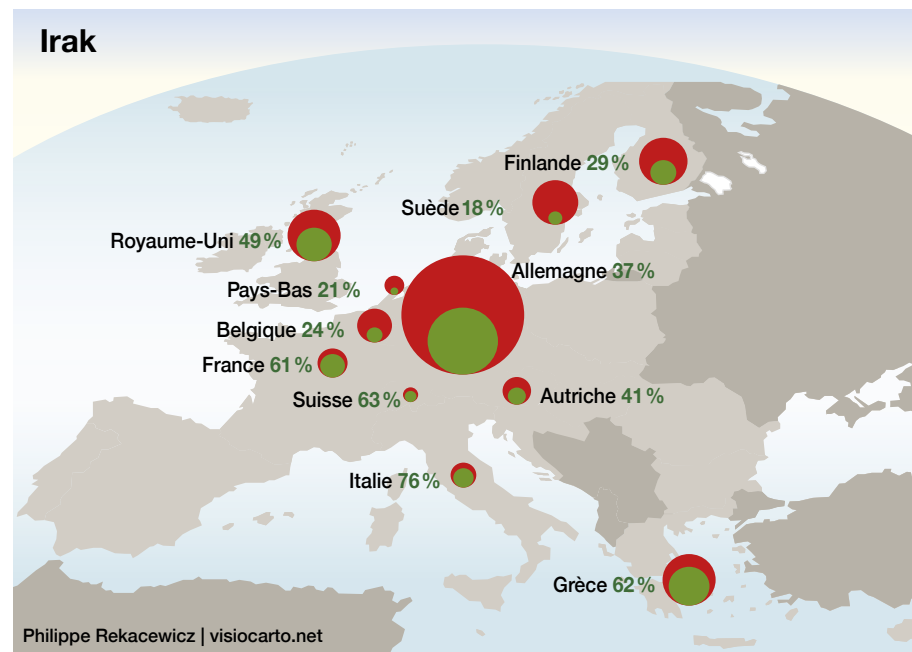 Irak
Finlande 29 %
Suède 18 %
Royaume-Uni 49 %
Allemagne 37 %
Pays-Bas 21 %
Belgique 24 %
France 61 %
Suisse 63 %
Autriche 41 %
Italie 76 %
Grèce 62 %
Philippe Rekacewicz | visiocarto.net